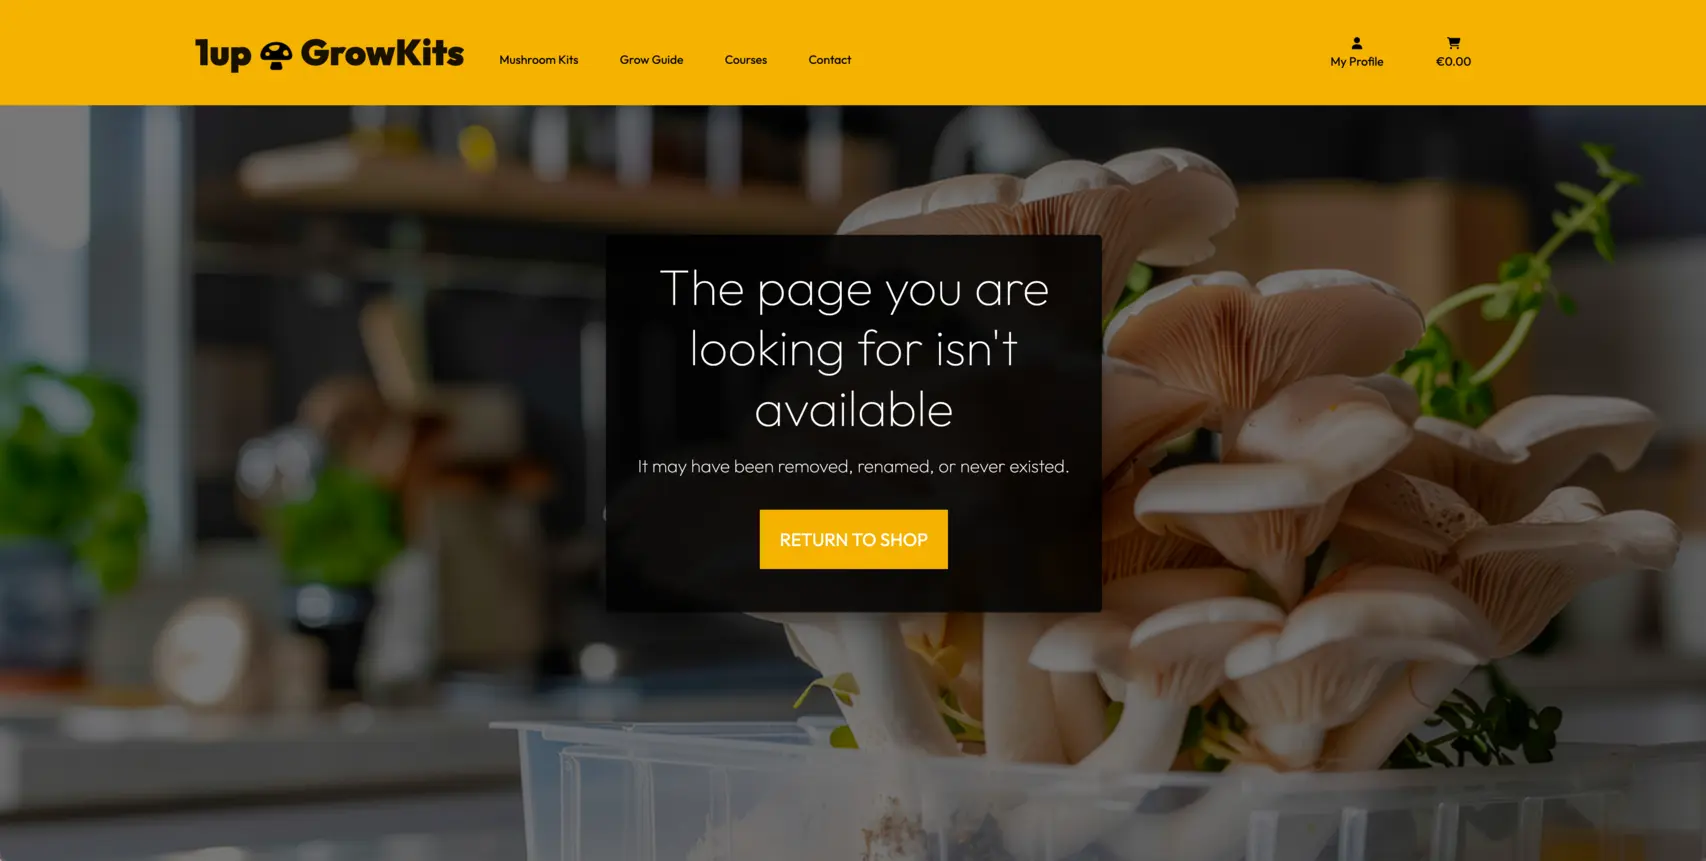 1up GrowKits
Mushroom Kits
Grow Guide
Courses
Contact
My Profile
€0.00
The page you are
looking for isn't
available
It may have been removed, renamed, or never existed.
RETURN TO SHOP